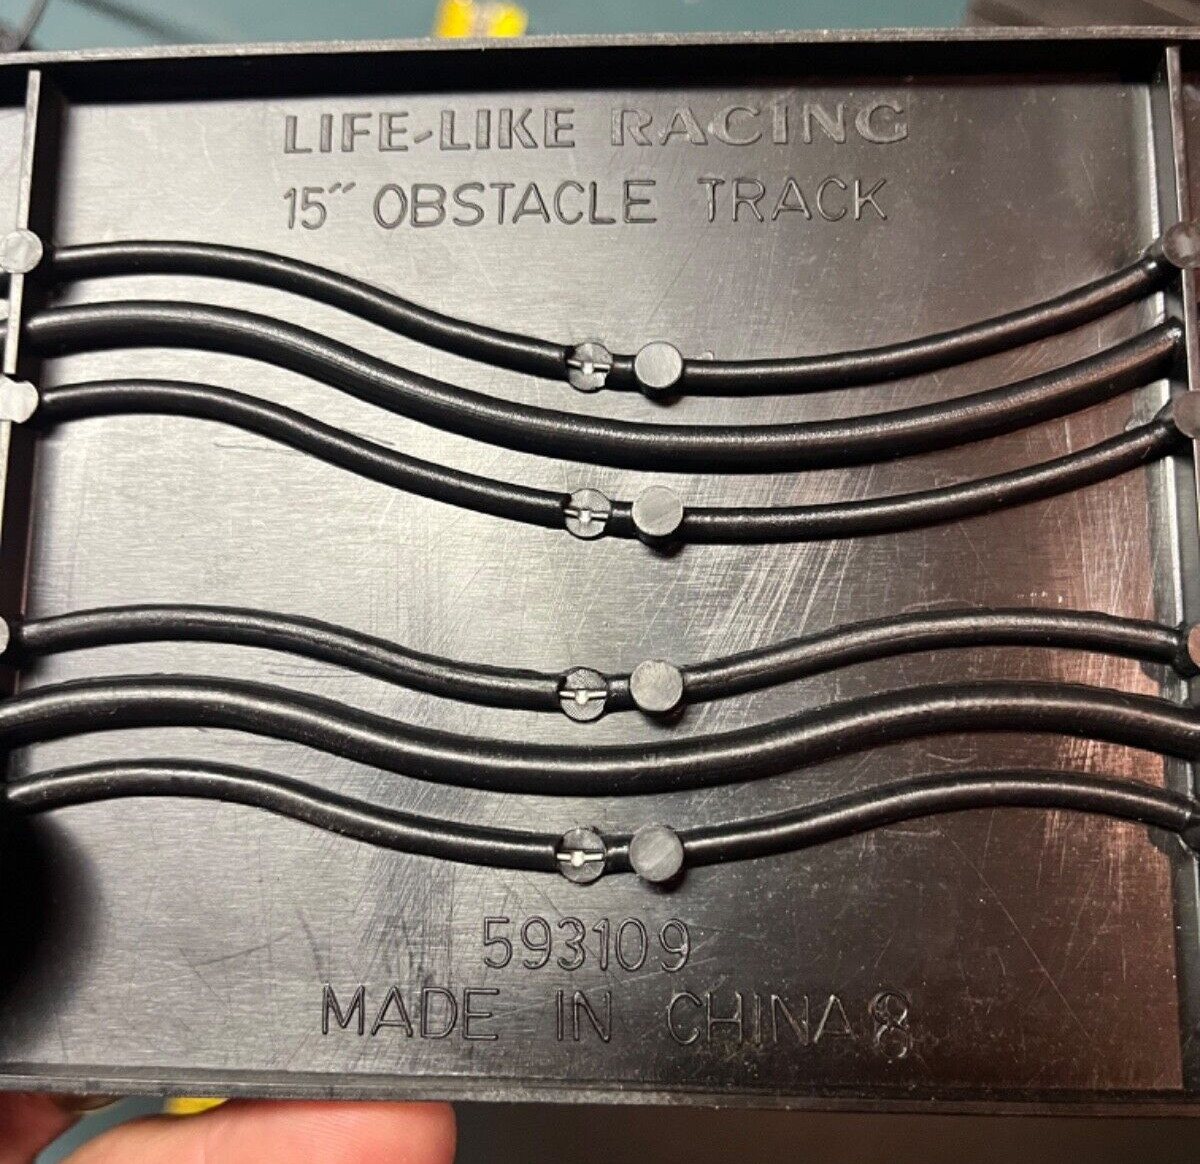 LIFE-LIKE RACING
15″ OBSTACLE TRACK
593109
MADE IN CHINA 8